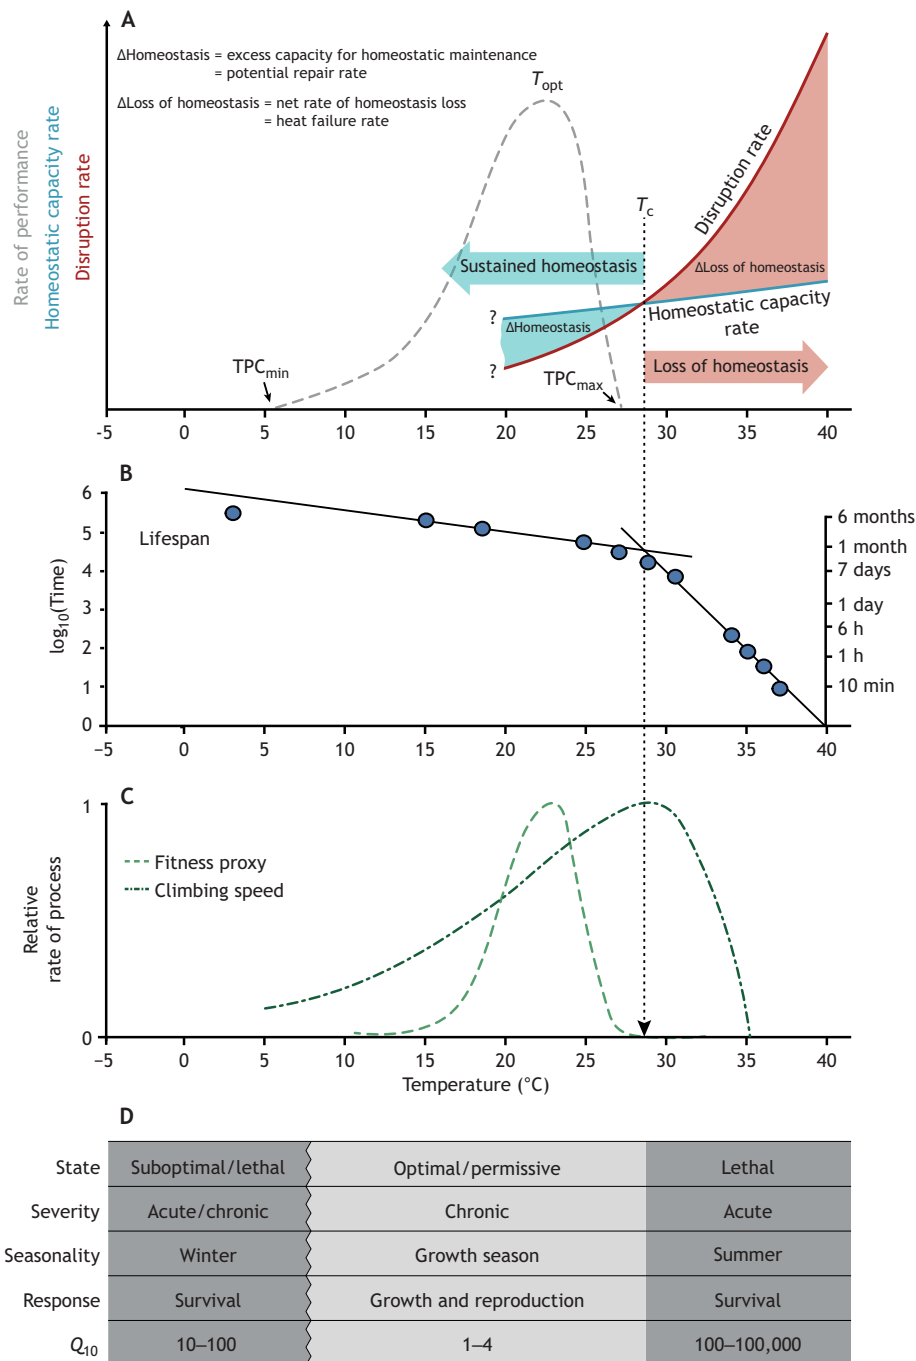 A
ΔHomeostasis = excess capacity for homeostatic maintenance
= potential repair rate
ΔLoss of homeostasis = net rate of homeostasis loss
= heat failure rate
Rate of performance
Homeostatic capacity rate
Disruption rate
Topt
Tc
Disruption rate
Sustained homeostasis
ΔLoss of homeostasis
?
ΔHomeostasis
Homeostatic capacity
rate
?
TPCmin
TPCmax
Loss of homeostasis
-5 0 5 10 15 20 25 30 35 40
B
log10(Time)
6
5
4
3
2
1
0
Lifespan
6 months
1 month
7 days
1 day
6 h
1 h
10 min
−5 0 5 10 15 20 25 30 35 40
C
Relative
rate of process
1
0
Fitness proxy
Climbing speed
−5 0 5 10 15 20 25 30 35 40
Temperature (°C)
D
State Suboptimal/lethal Optimal/permissive Lethal
Severity Acute/chronic Chronic Acute
Seasonality Winter Growth season Summer
Response Survival Growth and reproduction Survival
Q10 10–100 1–4 100–100,000